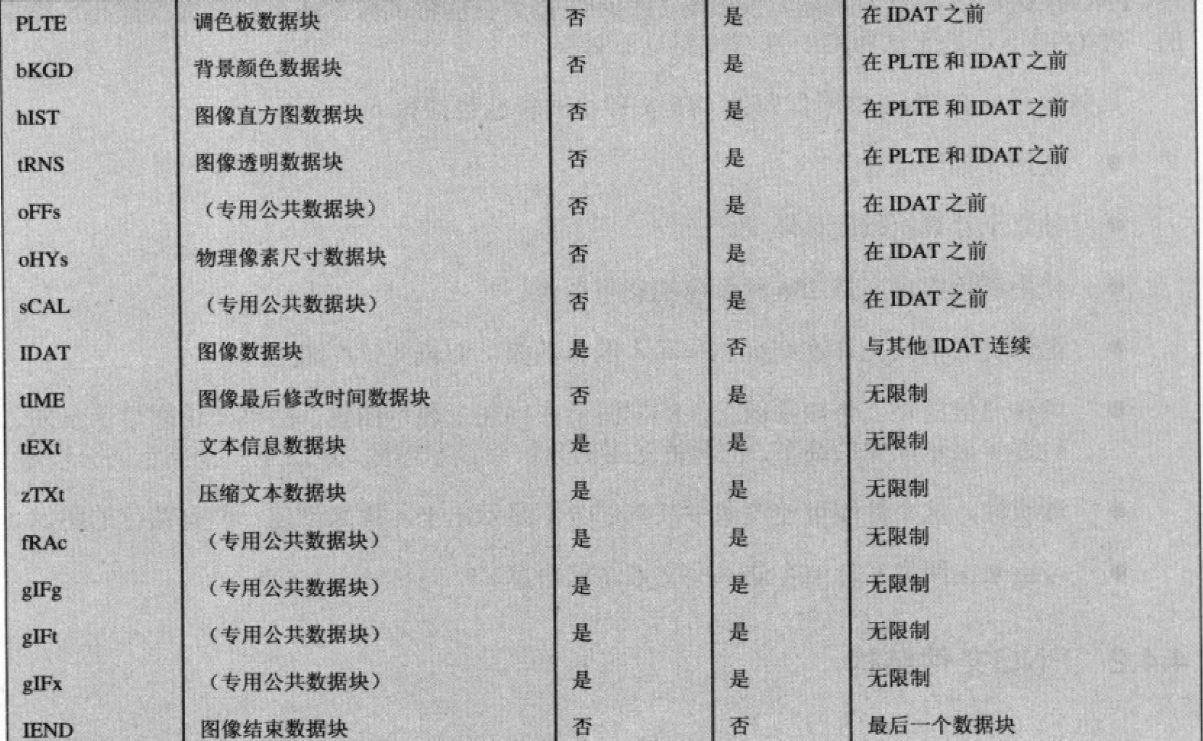 PLTE 调色板数据块 否 是 在 IDAT 之前
bKGD 背景颜色数据块 否 是 在 PLTE 和 IDAT 之前
hIST 图像直方图数据块 否 是 在 PLTE 和 IDAT 之前
tRNS 图像透明数据块 否 是 在 PLTE 和 IDAT 之前
oFFs （专用公共数据块） 否 是 在 IDAT 之前
oHYs 物理像素尺寸数据块 否 是 在 IDAT 之前
sCAL （专用公共数据块） 否 是 在 IDAT 之前
IDAT 图像数据块 是 否 与其他 IDAT 连续
tIME 图像最后修改时间数据块 否 是 无限制
tEXt 文本信息数据块 是 是 无限制
zTXt 压缩文本数据块 是 是 无限制
fRAc （专用公共数据块） 是 是 无限制
gIFg （专用公共数据块） 是 是 无限制
gIFt （专用公共数据块） 是 是 无限制
gIFx （专用公共数据块） 是 是 无限制
IEND 图像结束数据块 否 否 最后一个数据块